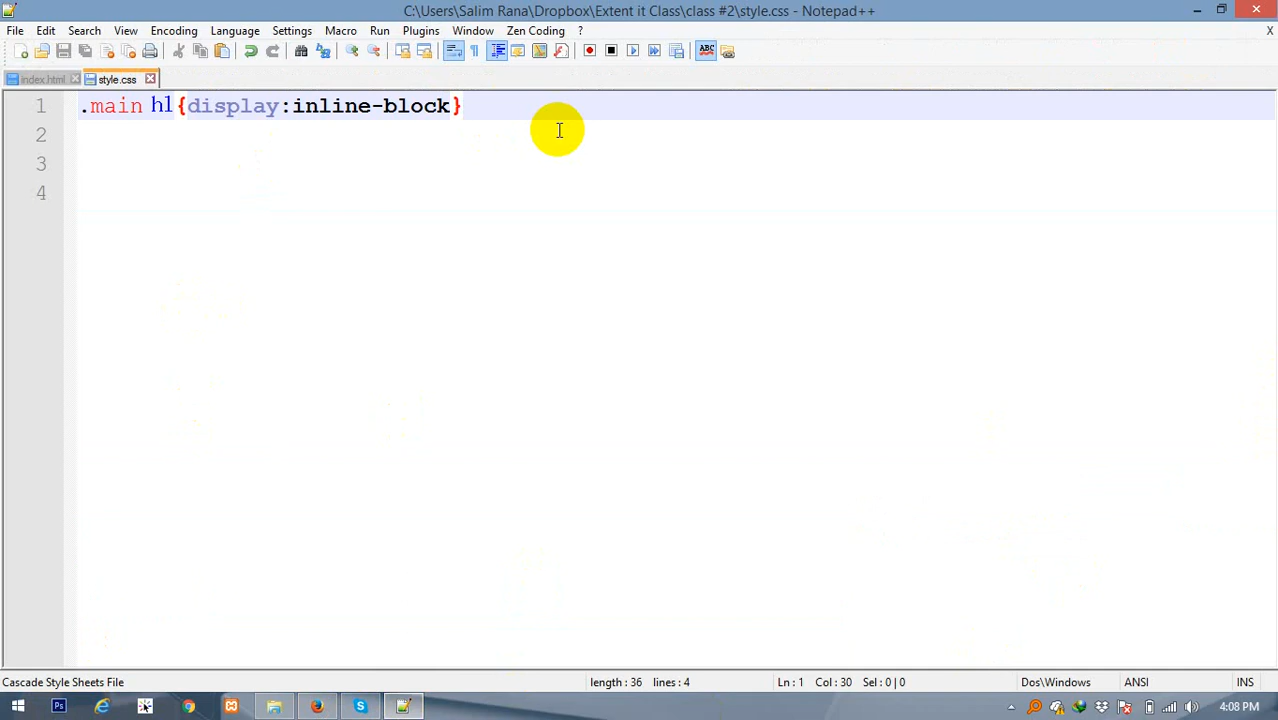 C:\Users\Salim Rana\Dropbox\Extent it Class\class #2\style.css - Notepad++
File Edit Search View Encoding Language Settings Macro Run Plugins Window Zen Coding ? X
ABC
index.html style.css
1 .main h1{display:inline-block}
2
3
4
Cascade Style Sheets File length : 36 lines : 4 Ln : 1 Col : 30 Sel : 0 | 0 Dos\Windows ANSI INS
Ps 4:08 PM